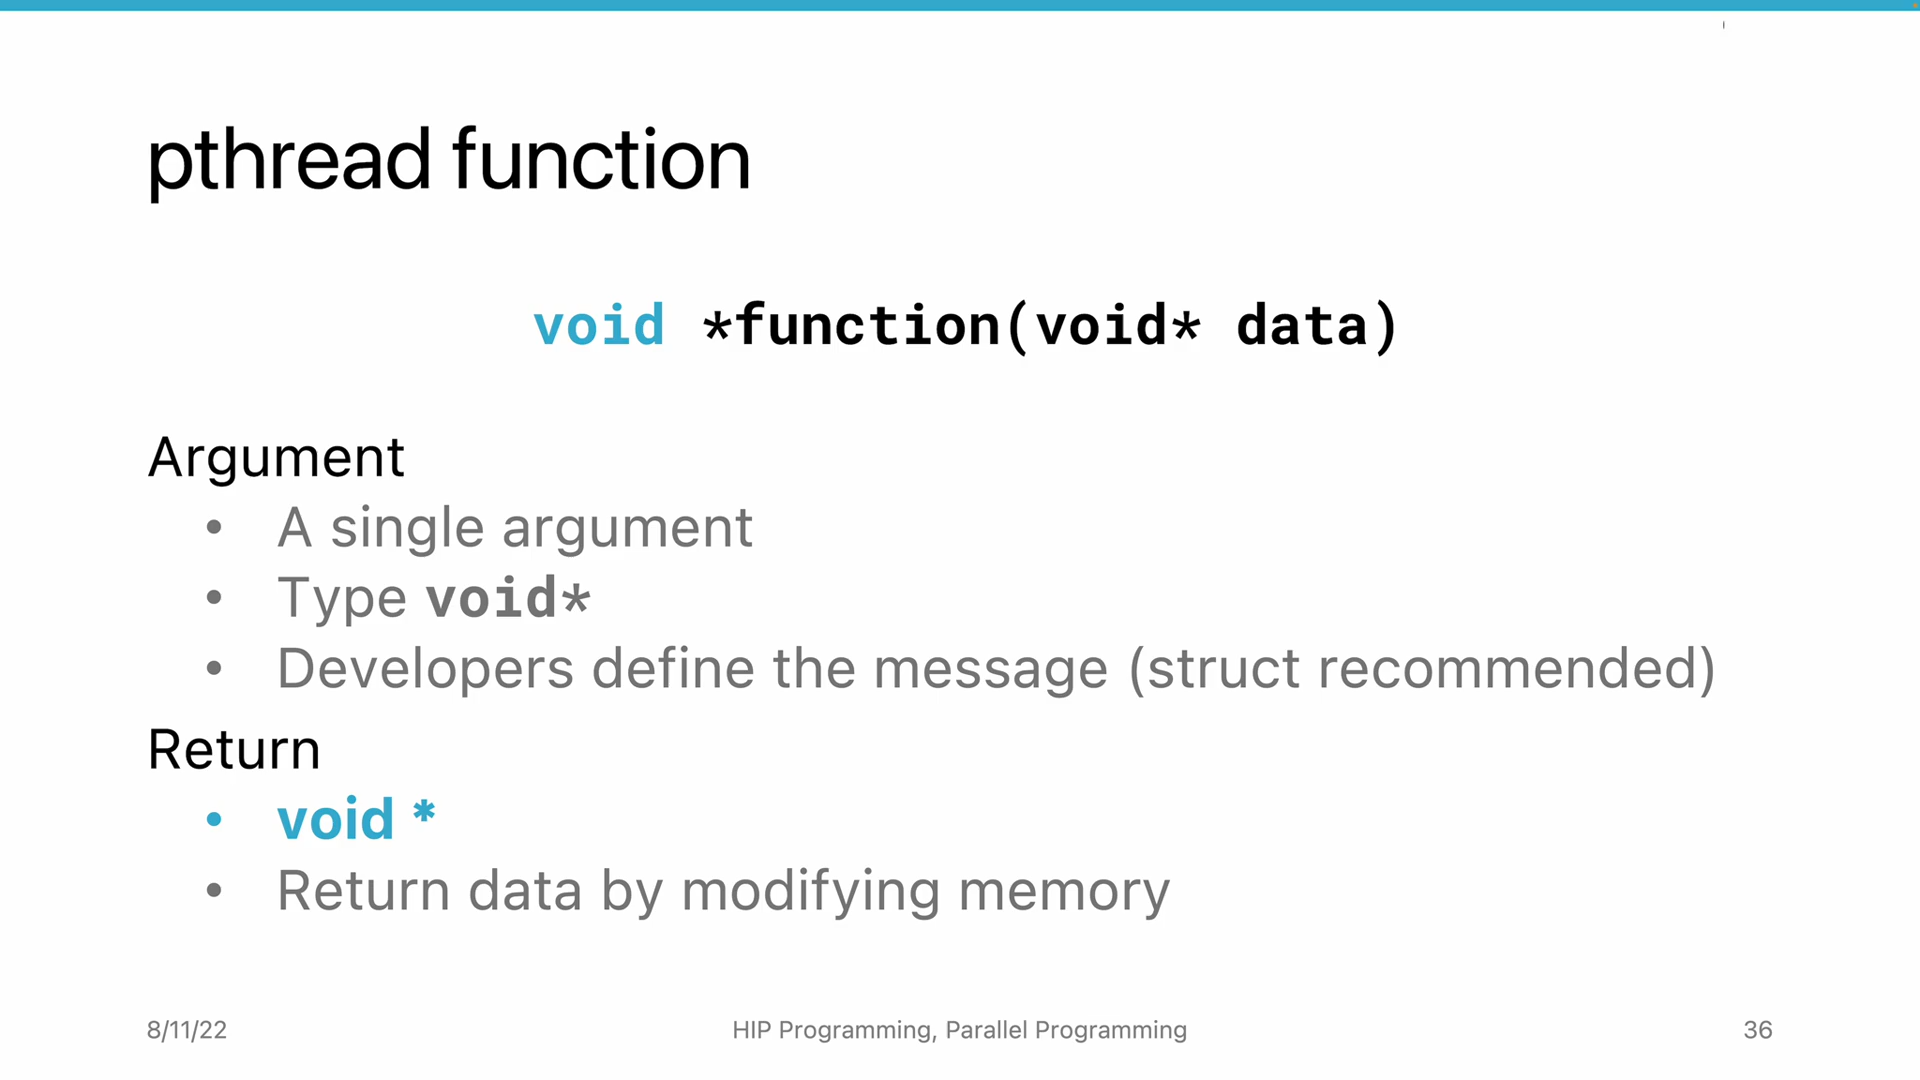 pthread function
void *function(void* data)
Argument
• A single argument
• Type void*
• Developers define the message (struct recommended)
Return
• void *
• Return data by modifying memory
8/11/22 HIP Programming, Parallel Programming 36